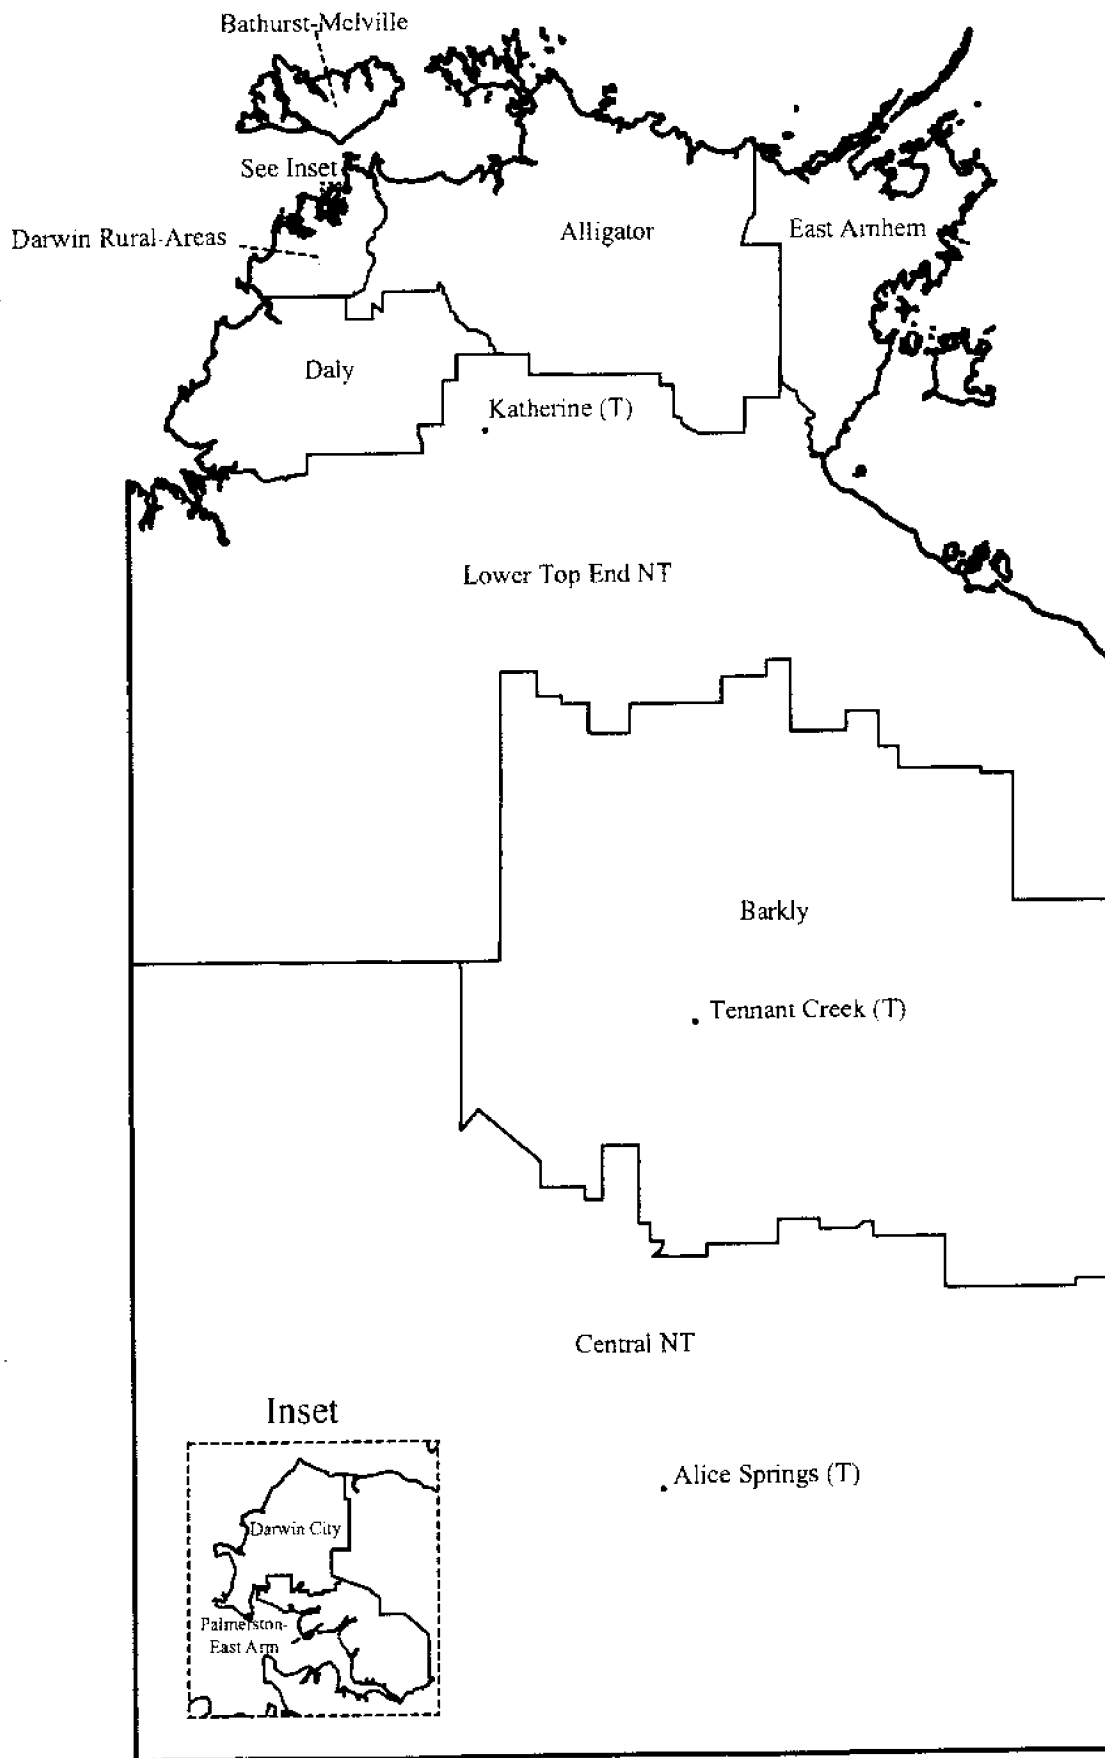 Bathurst-Melville
See Inset
Darwin Rural-Areas
Alligator
East Arnhem
Daly
Katherine (T)
Lower Top End NT
Barkly
Tennant Creek (T)
Central NT
Inset
Alice Springs (T)
Darwin City
Palmerston-
East Arm